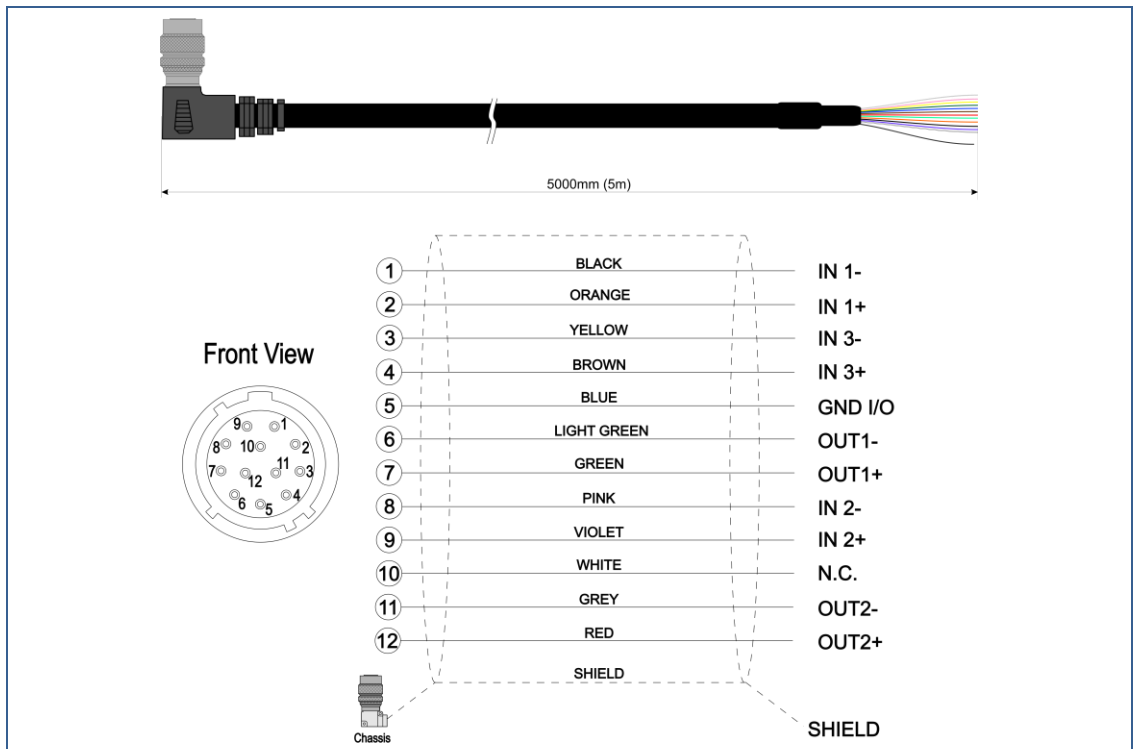 5000mm (5m)
1 BLACK IN 1-
2 ORANGE IN 1+
3 YELLOW IN 3-
4 BROWN IN 3+
5 BLUE GND I/O
6 LIGHT GREEN OUT1-
7 GREEN OUT1+
8 PINK IN 2-
9 VIOLET IN 2+
10 WHITE N.C.
11 GREY OUT2-
12 RED OUT2+
SHIELD
SHIELD
Chassis
Front View
9 1
8 10 2
7 12 11 3
6 5 4